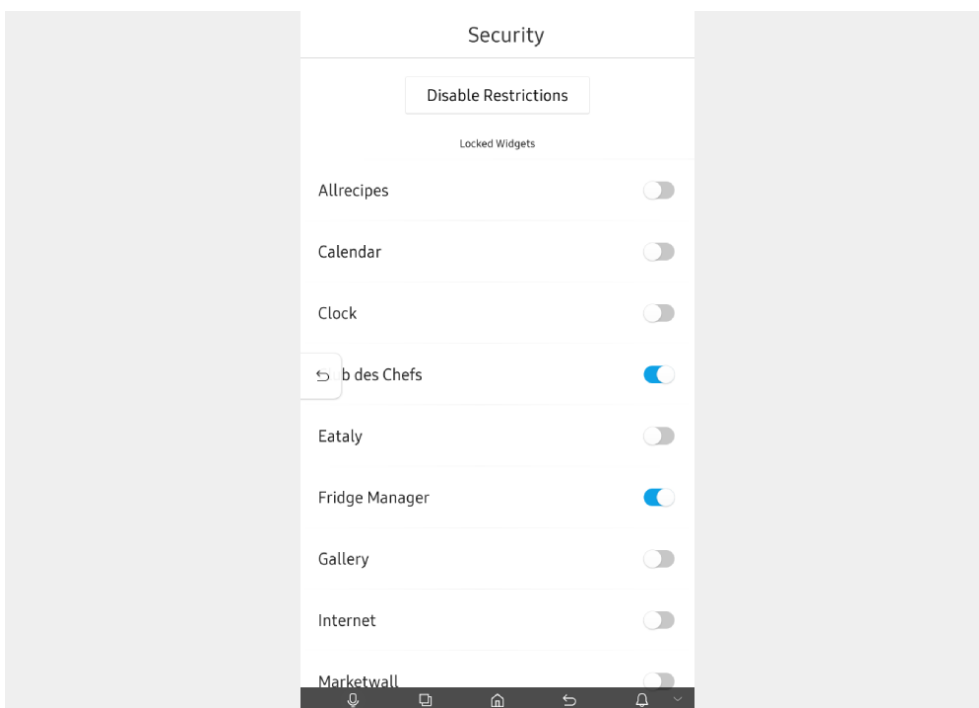 Security
Disable Restrictions
Locked Widgets
Allrecipes
Calendar
Clock
b des Chefs
Eataly
Fridge Manager
Gallery
Internet
Marketwall